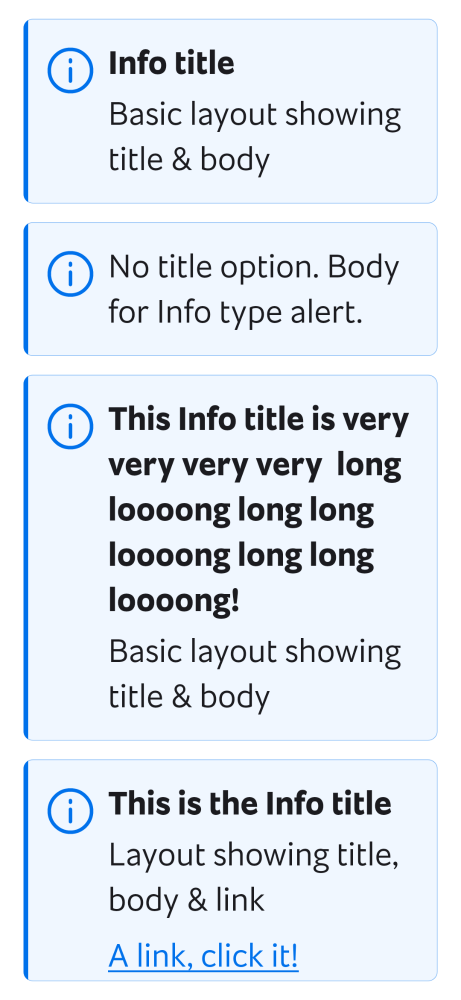 Info title
Basic layout showing
title & body
No title option. Body
for Info type alert.
This Info title is very
very very very  long
loooong long long
loooong long long
loooong!
Basic layout showing
title & body
This is the Info title
Layout showing title,
body & link
A link, click it!